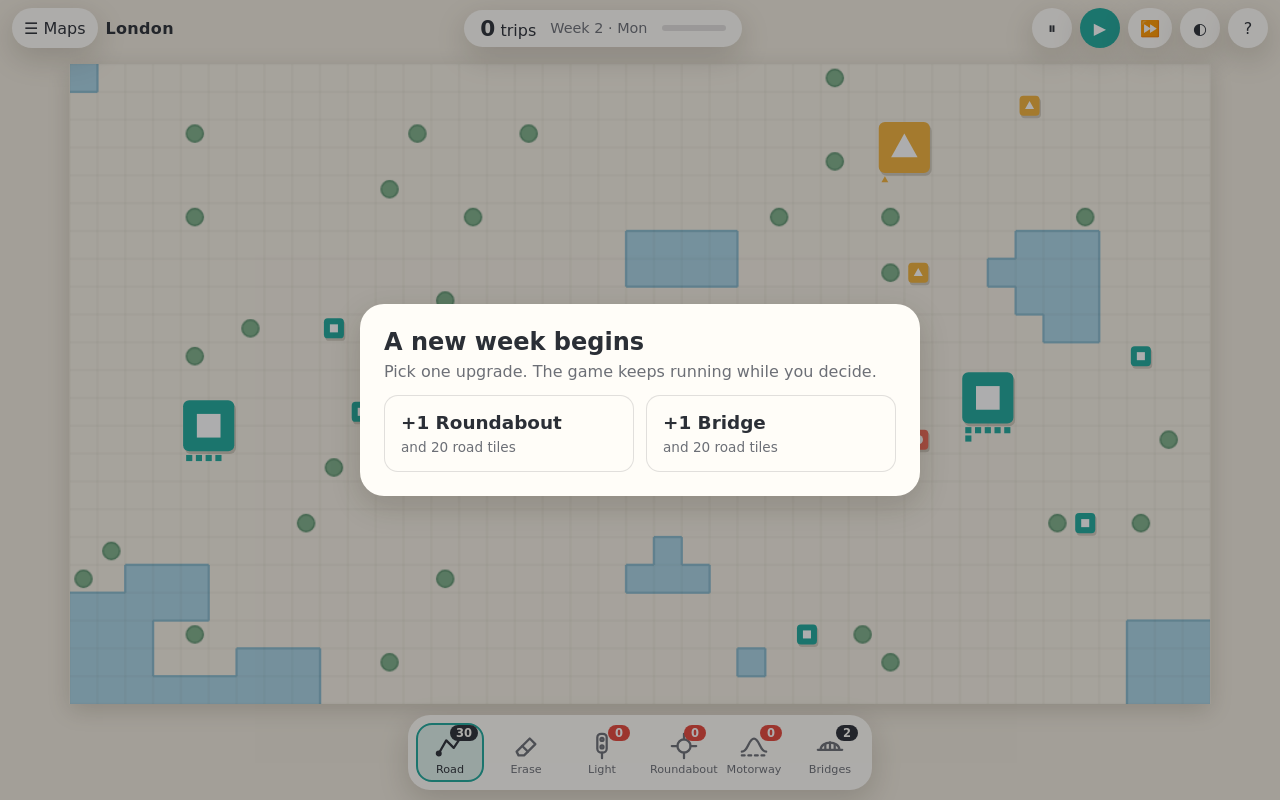 ☰ Maps
London
0 trips Week 2 · Mon
?
A new week begins
Pick one upgrade. The game keeps running while you decide.
+1 Roundabout
and 20 road tiles
+1 Bridge
and 20 road tiles
30
0
0
0
2
Road
Erase
Light
Roundabout
Motorway
Bridges